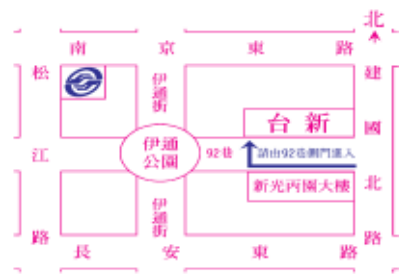 北
南京東路
松江路
建國北路
伊通街
台新
伊通公園
92巷
請由92巷側門進入
新光丙園大樓
伊通街
長安東路